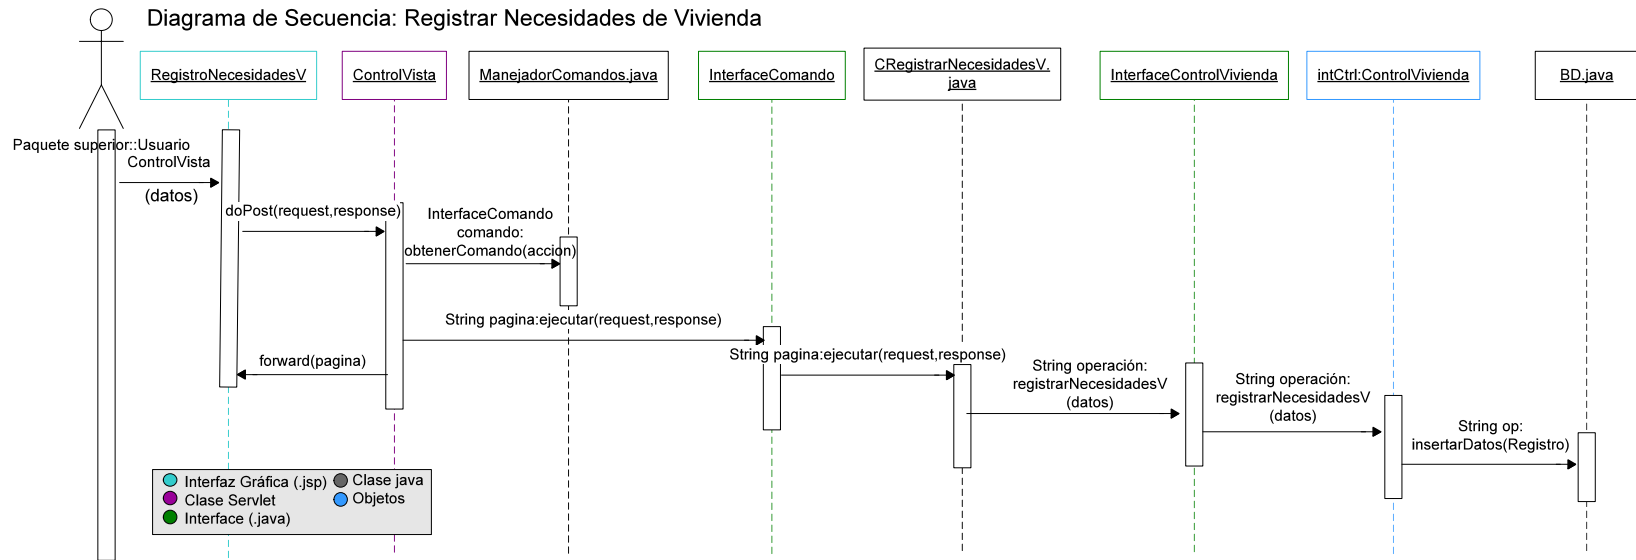 Diagrama de Secuencia: Registrar Necesidades de Vivienda
RegistroNecesidadesV
ControlVista
ManejadorComandos.java
InterfaceComando
CRegistrarNecesidadesV.
java
InterfaceControlVivienda
intCtrl:ControlVivienda
BD.java
Paquete superior::Usuario
ControlVista
(datos)
doPost(request,response)
InterfaceComando
comando:
obtenerComando(accion)
String pagina:ejecutar(request,response)
forward(pagina)
String pagina:ejecutar(request,response)
String operación:
registrarNecesidadesV
(datos)
String operación:
registrarNecesidadesV
(datos)
String op:
insertarDatos(Registro)
Interfaz Gráfica (.jsp)
Clase Servlet
Interface (.java)
Clase java
Objetos